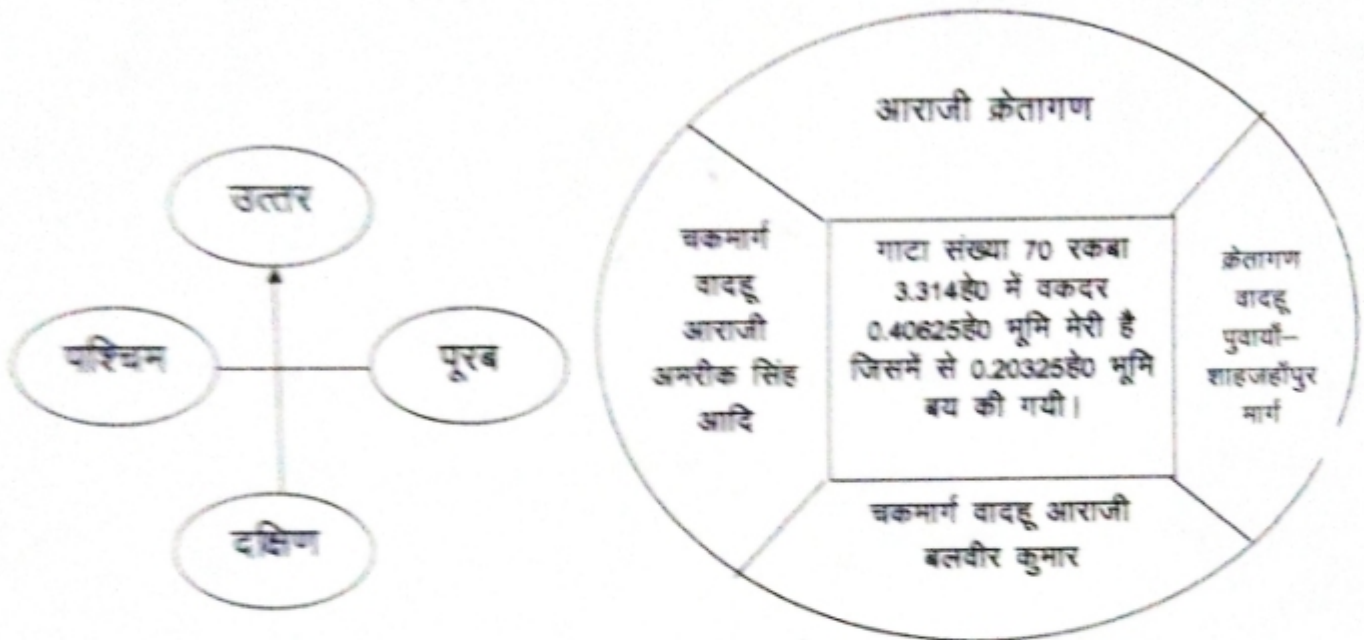 उत्तर
पश्चिम
पूरब
दक्षिण
आराजी क्रेतागण
चकमार्ग
वादहू
आराजी
अमरीक सिंह
आदि
गाटा संख्या 70 रकबा
3.314हे0 में वकदर
0.40625हे0 भूमि मेरी है
जिसमें से 0.20325हे0 भूमि
बय की गयी।
क्रेतागण
वादहू
पुवायॉं–
शाहजहॉंपुर
मार्ग
चकमार्ग वादहू आराजी
बलवीर कुमार